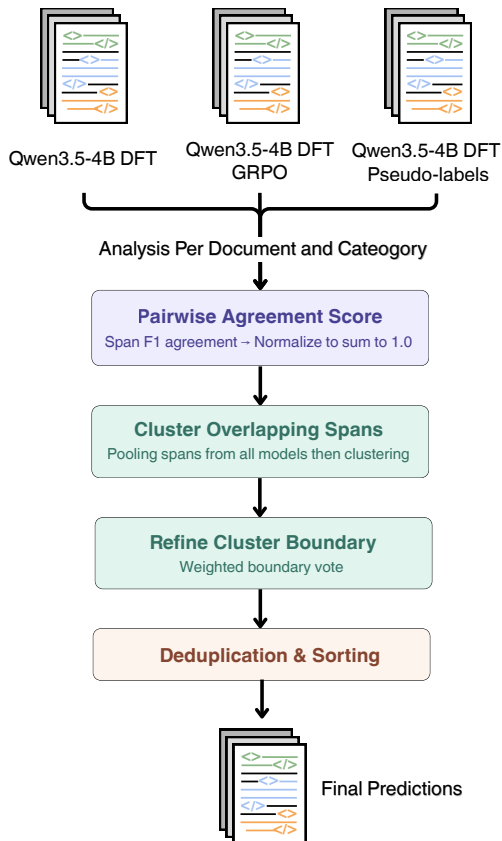 Qwen3.5-4B DFT
Qwen3.5-4B DFT
GRPO
Qwen3.5-4B DFT
Pseudo-labels
Analysis Per Document and Cateogory
Pairwise Agreement Score
Span F1 agreement → Normalize to sum to 1.0
Cluster Overlapping Spans
Pooling spans from all models then clustering
Refine Cluster Boundary
Weighted boundary vote
Deduplication & Sorting
Final Predictions